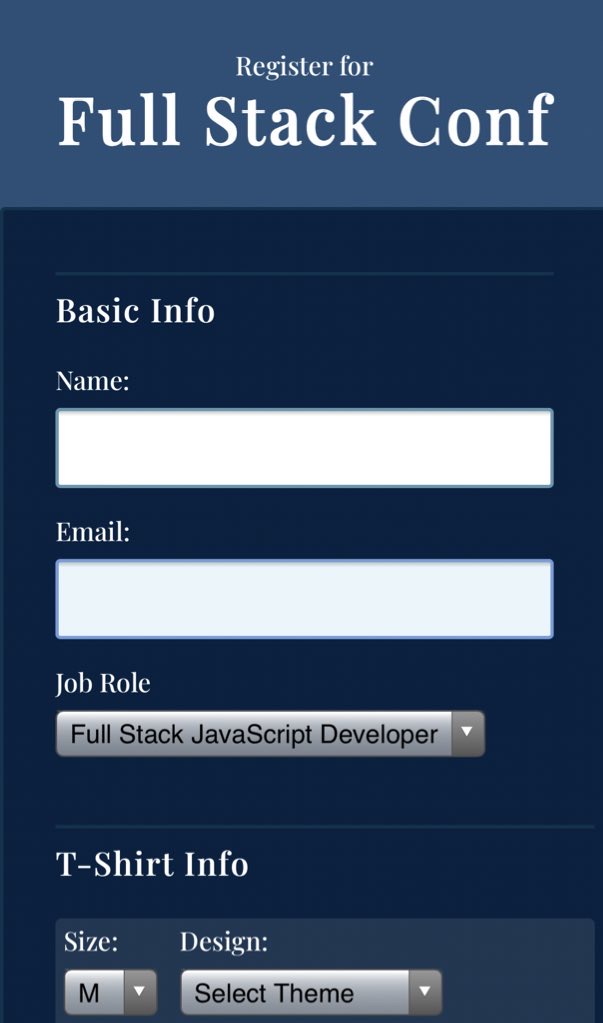 Register for
Full Stack Conf
Basic Info
Name:
Email:
Job Role
Full Stack JavaScript Developer
T-Shirt Info
Size: Design:
M Select Theme